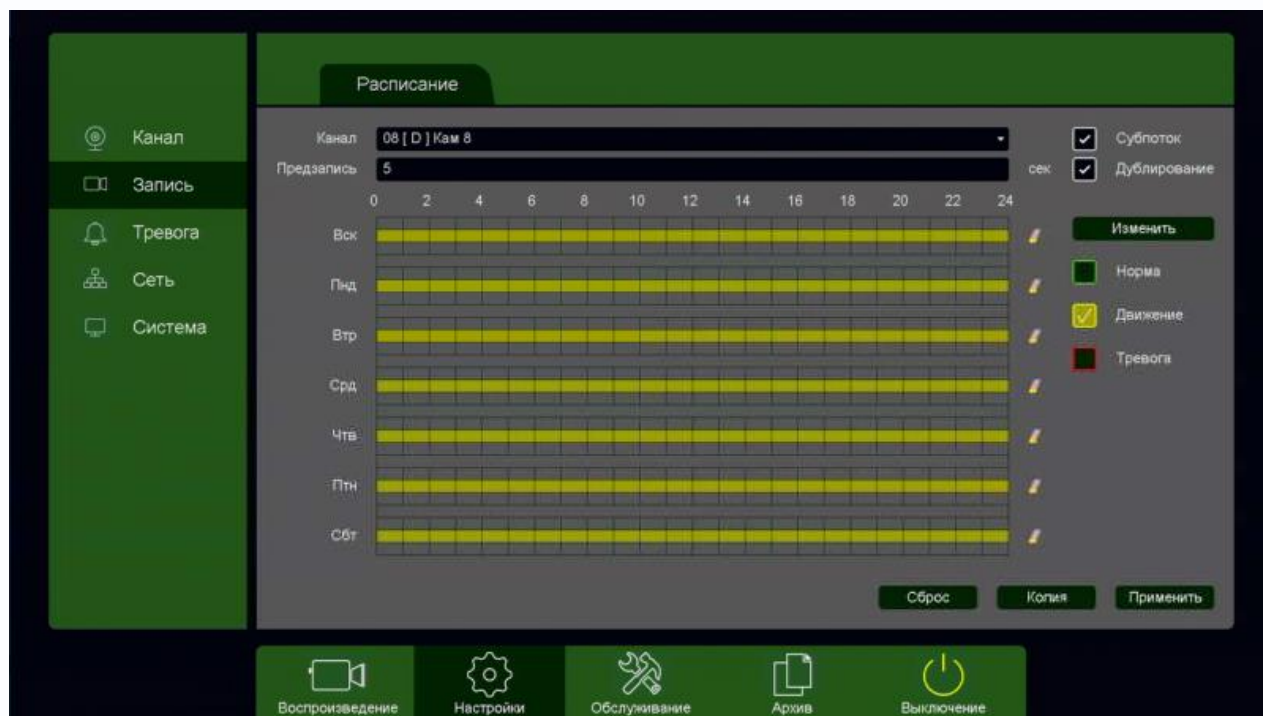 Расписание
Канал
Запись
Тревога
Сеть
Система
Канал 08 [ D ] Кам 8 Субпоток
Предзапись 5 сек Дублирование
0 2 4 6 8 10 12 14 16 18 20 22 24
Вск Изменить
Пнд Норма
Втр Движение
Срд Тревога
Чтв
Птн
Сбт
Сброс Копия Применить
Воспроизведение Настройки Обслуживание Архив Выключение